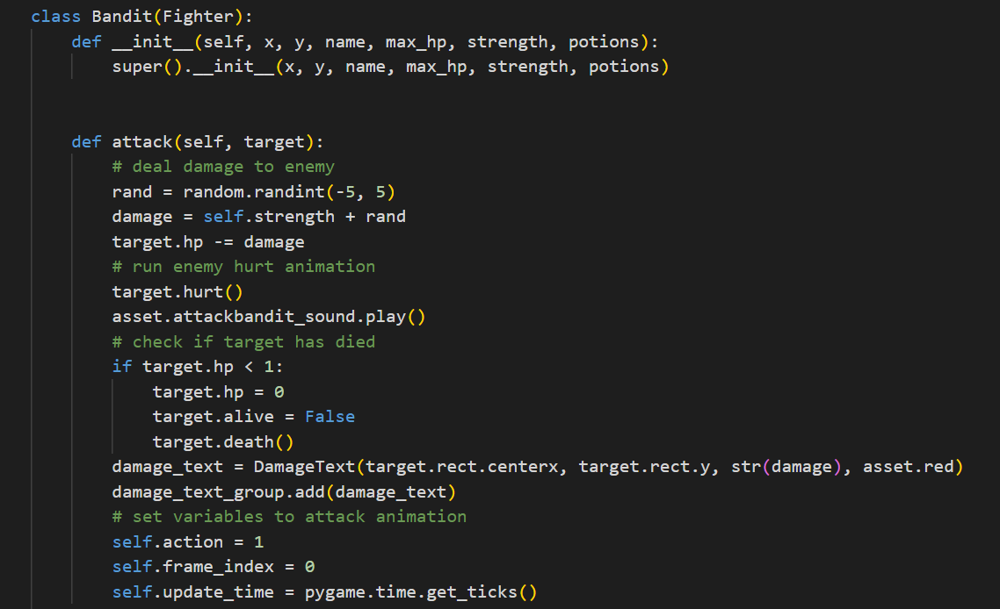 class Bandit(Fighter):
    def __init__(self, x, y, name, max_hp, strength, potions):
        super().__init__(x, y, name, max_hp, strength, potions)
    def attack(self, target):
        # deal damage to enemy
        rand = random.randint(-5, 5)
        damage = self.strength + rand
        target.hp -= damage
        # run enemy hurt animation
        target.hurt()
        asset.attackbandit_sound.play()
        # check if target has died
        if target.hp < 1:
            target.hp = 0
            target.alive = False
            target.death()
        damage_text = DamageText(target.rect.centerx, target.rect.y, str(damage), asset.red)
        damage_text_group.add(damage_text)
        # set variables to attack animation
        self.action = 1
        self.frame_index = 0
        self.update_time = pygame.time.get_ticks()